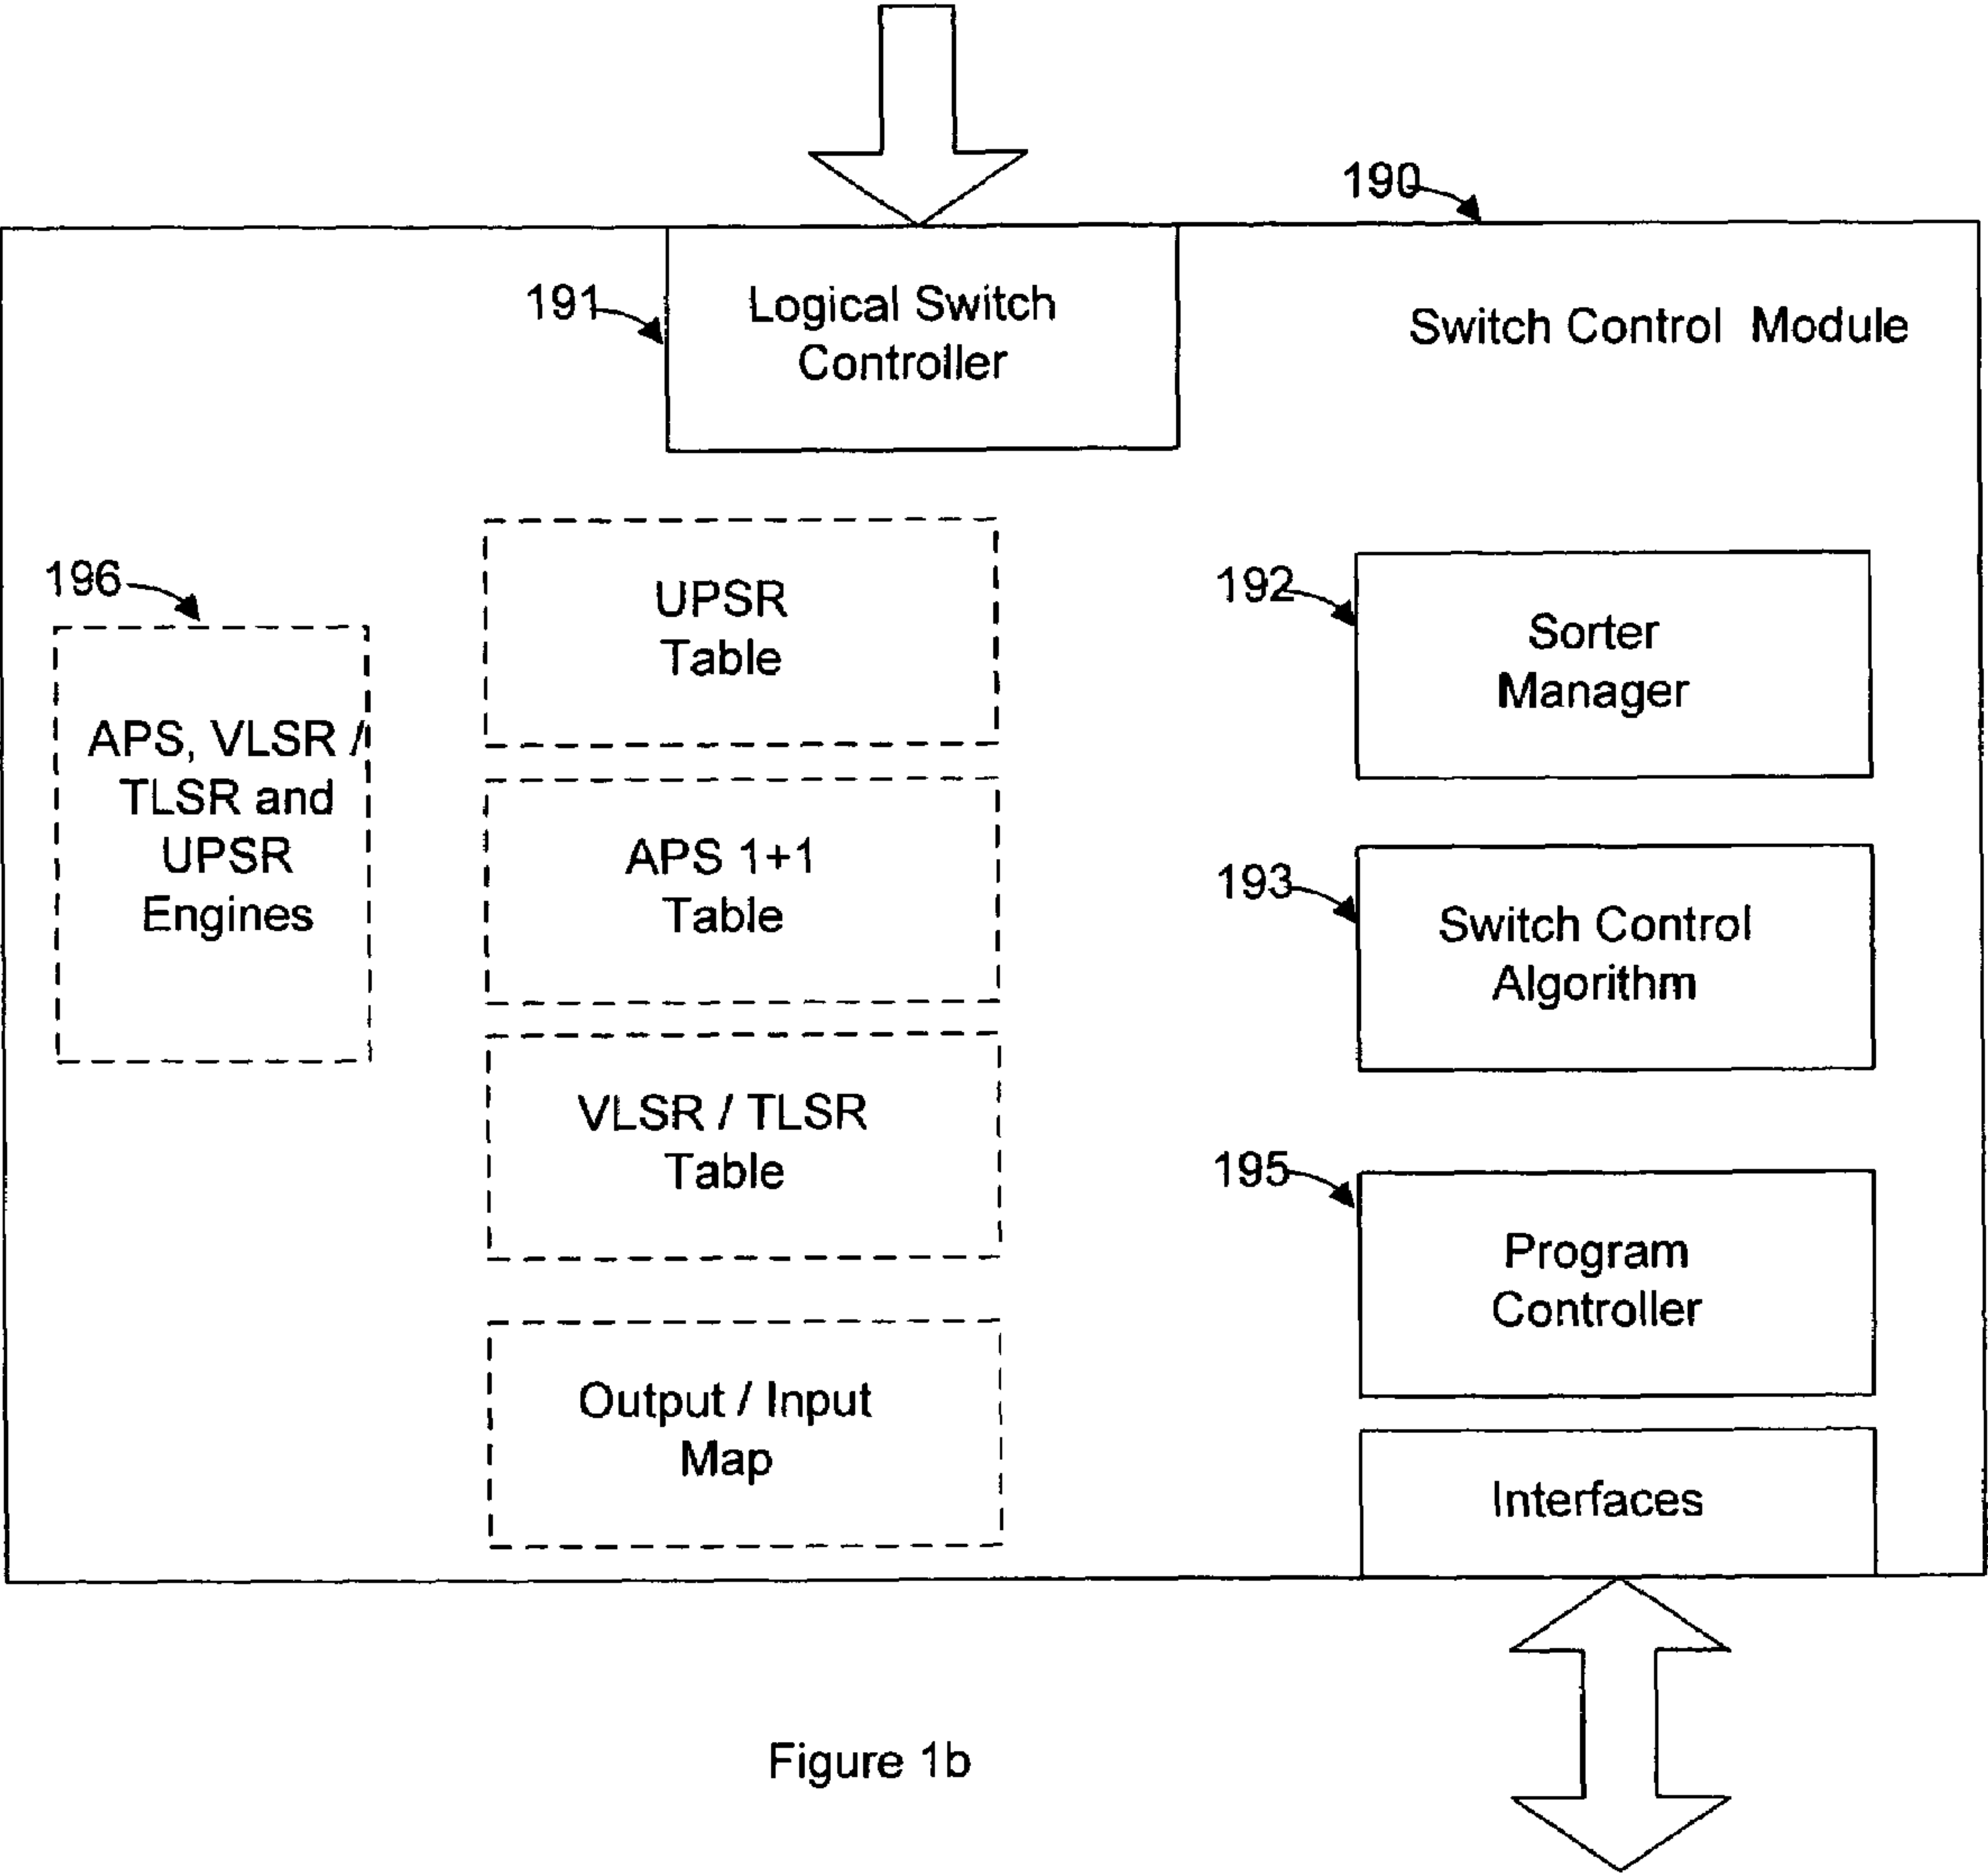 190
191
Logical Switch
Controller
Switch Control Module
196
APS, VLSR /
TLSR and
UPSR
Engines
UPSR
Table
APS 1+1
Table
VLSR / TLSR
Table
Output / Input
Map
192
Sorter
Manager
193
Switch Control
Algorithm
195
Program
Controller
Interfaces
Figure 1b